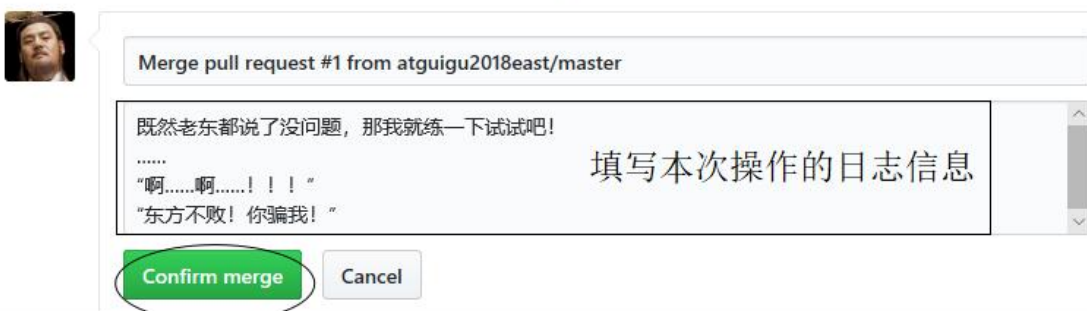 Merge pull request #1 from atguigu2018east/master
既然老东都说了没问题，那我就练一下试试吧！
......
“啊......啊......！！！”
“东方不败！你骗我！”
填写本次操作的日志信息
Confirm merge
Cancel